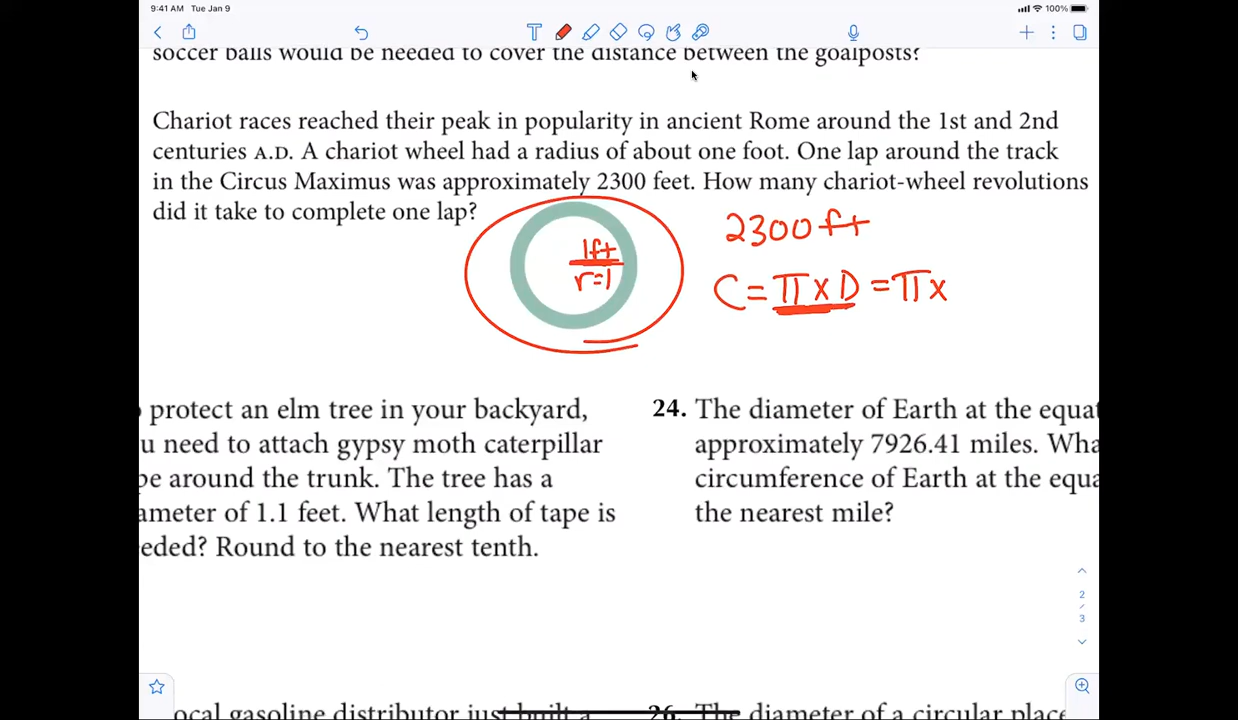 9:41 AM Tue Jan 9
100%
soccer balls would be needed to cover the distance between the goalposts?
Chariot races reached their peak in popularity in ancient Rome around the 1st and 2nd
centuries A.D. A chariot wheel had a radius of about one foot. One lap around the track
in the Circus Maximus was approximately 2300 feet. How many chariot-wheel revolutions
did it take to complete one lap?
1ft
r=1
2300 ft
C = π x D = π x
protect an elm tree in your backyard,
u need to attach gypsy moth caterpillar
pe around the trunk. The tree has a
ameter of 1.1 feet. What length of tape is
eded? Round to the nearest tenth.
24. The diameter of Earth at the equat
approximately 7926.41 miles. Wha
circumference of Earth at the equa
the nearest mile?
2
/
3
ocal gasoline distributor just built a
26. The diameter of a circular place